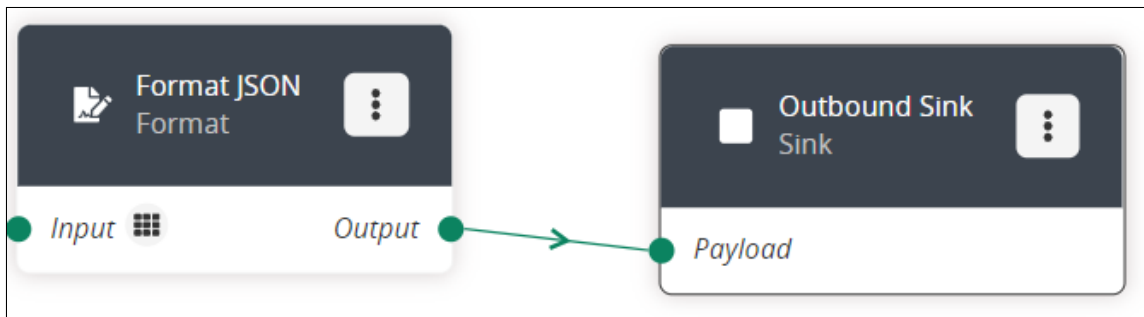 Format JSON
Format
Input
Output
Outbound Sink
Sink
Payload